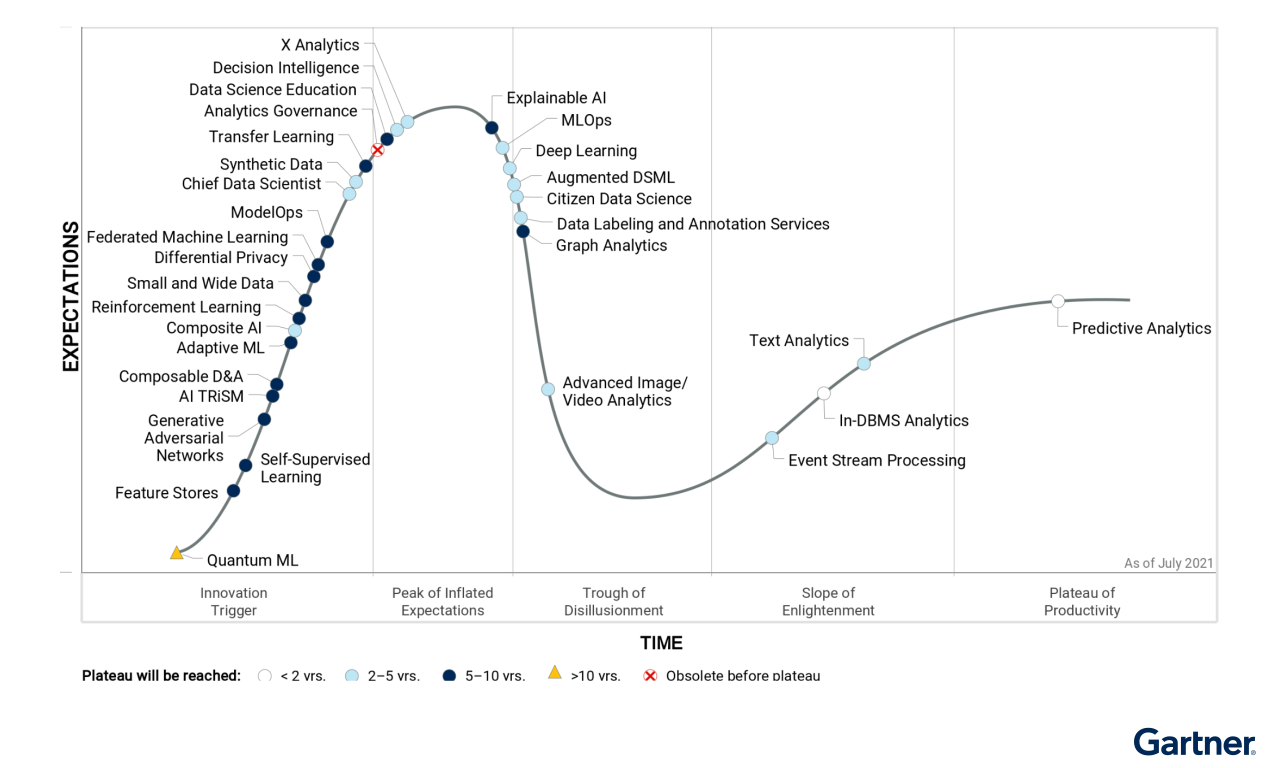 X Analytics
Decision Intelligence
Data Science Education
Analytics Governance
Transfer Learning
Synthetic Data
Chief Data Scientist
ModelOps
Federated Machine Learning
Differential Privacy
Small and Wide Data
Reinforcement Learning
Composite AI
Adaptive ML
Composable D&A
AI TRiSM
Generative
Adversarial
Networks
Self-Supervised
Learning
Feature Stores
Quantum ML
Explainable AI
MLOps
Deep Learning
Augmented DSML
Citizen Data Science
Data Labeling and Annotation Services
Graph Analytics
Advanced Image/
Video Analytics
Text Analytics
In-DBMS Analytics
Event Stream Processing
Predictive Analytics
EXPECTATIONS
As of July 2021
Innovation
Trigger
Peak of Inflated
Expectations
Trough of
Disillusionment
Slope of
Enlightenment
Plateau of
Productivity
TIME
Plateau will be reached: < 2 yrs. 2–5 yrs. 5–10 yrs. >10 yrs. Obsolete before plateau
Gartner®